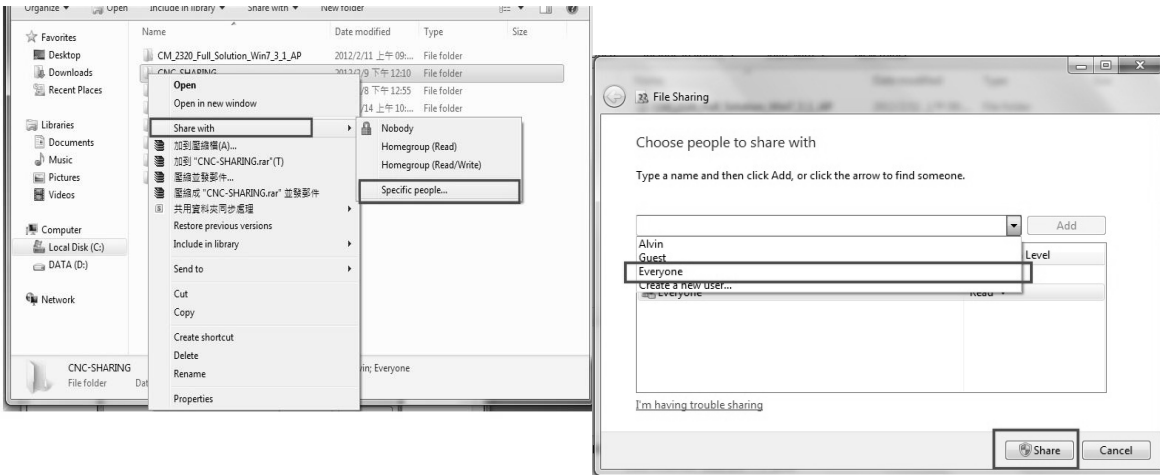 Organize ▾ Open Include in library ▾ Share with ▾ New folder
Favorites
Desktop
Downloads
Recent Places
Libraries
Documents
Music
Pictures
Videos
Computer
Local Disk (C:)
DATA (D:)
Network
Name Date modified Type Size
CM_2320_Full_Solution_Win7_3_1_AP 2012/2/11 上午 09:... File folder
CNC-SHARING 2012/2/9 下午 12:10 File folder
/8 下午 12:55 File folder
/14 上午 10:... File folder
Open
Open in new window
Share with
加到壓縮檔(A)...
加到 "CNC-SHARING.rar"(T)
壓縮並發郵件...
壓縮成 "CNC-SHARING.rar" 並發郵件
共用資料夾同步處理
Restore previous versions
Include in library
Send to
Cut
Copy
Create shortcut
Delete
Rename
Properties
Nobody
Homegroup (Read)
Homegroup (Read/Write)
Specific people...
CNC-SHARING
File folder Dat
vin; Everyone
File Sharing
Choose people to share with
Type a name and then click Add, or click the arrow to find someone.
Add
Alvin
Guest
Everyone
Create a new user...
Level
Everyone Read ▾
I'm having trouble sharing
Share Cancel